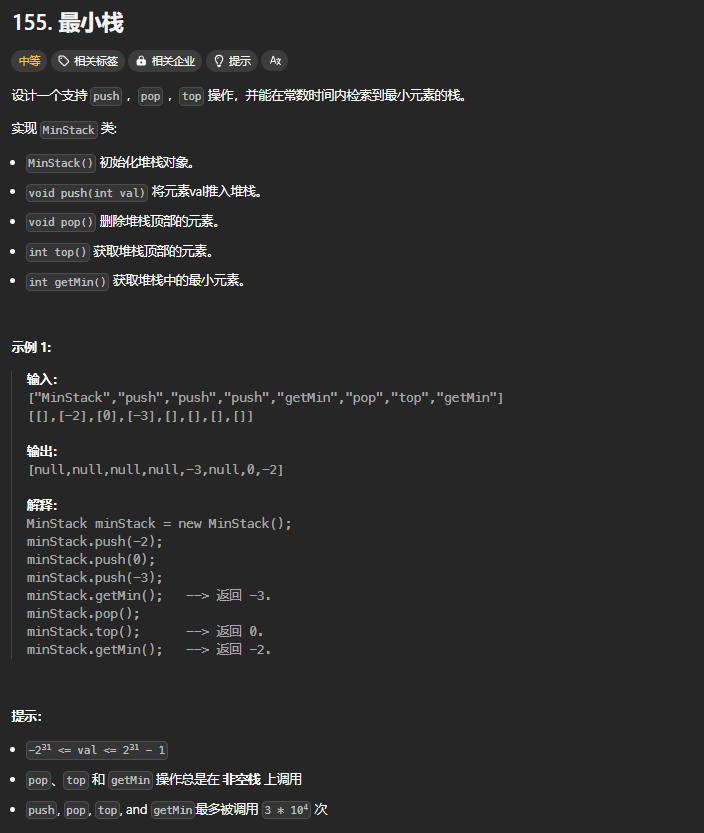 155. 最小栈
中等 相关标签 相关企业 提示 Ax
设计一个支持 push ，pop ，top 操作，并能在常数时间内检索到最小元素的栈。
实现 MinStack 类:
• MinStack() 初始化堆栈对象。
• void push(int val) 将元素val推入堆栈。
• void pop() 删除堆栈顶部的元素。
• int top() 获取堆栈顶部的元素。
• int getMin() 获取堆栈中的最小元素。
示例 1:
输入：
["MinStack","push","push","push","getMin","pop","top","getMin"]
[[],[-2],[0],[-3],[],[],[],[]]
输出：
[null,null,null,null,-3,null,0,-2]
解释：
MinStack minStack = new MinStack();
minStack.push(-2);
minStack.push(0);
minStack.push(-3);
minStack.getMin();   --> 返回 -3.
minStack.pop();
minStack.top();      --> 返回 0.
minStack.getMin();   --> 返回 -2.
提示：
• -2³¹ <= val <= 2³¹ - 1
• pop、top 和 getMin 操作总是在 非空栈 上调用
• push, pop, top, and getMin最多被调用 3 * 10⁴ 次